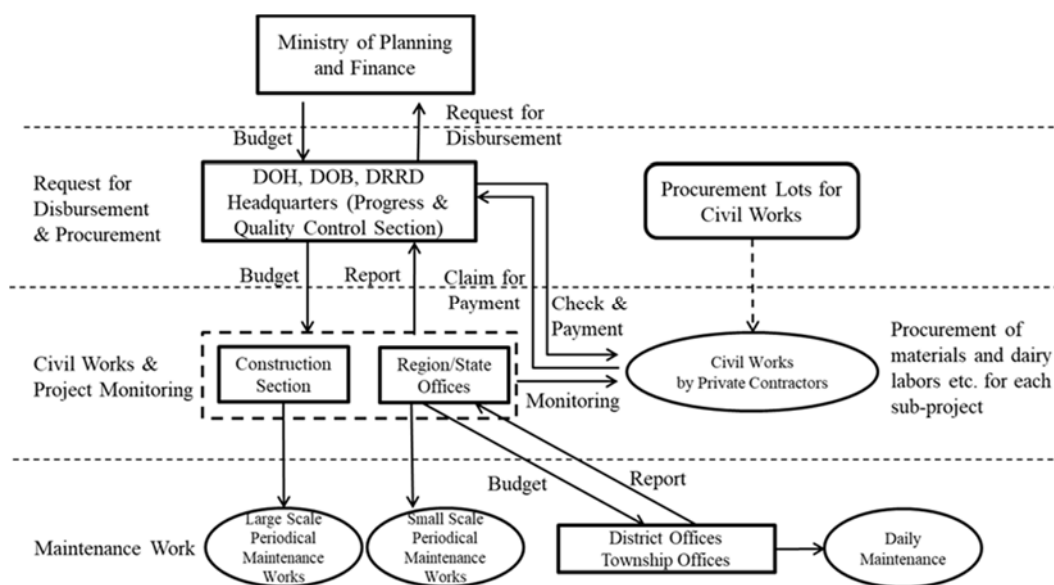 Ministry of Planning
and Finance
Budget
Request for
Disbursement
Request for
Disbursement
& Procurement
DOH, DOB, DRRD
Headquarters (Progress &
Quality Control Section)
Procurement Lots for
Civil Works
Budget
Report
Claim for
Payment
Check &
Payment
Civil Works &
Project Monitoring
Construction
Section
Region/State
Offices
Monitoring
Civil Works
by Private Contractors
Procurement of
materials and dairy
labors etc. for each
sub-project
Budget
Report
Maintenance Work
Large Scale
Periodical
Maintenance
Works
Small Scale
Periodical
Maintenance
Works
District Offices
Township Offices
Daily
Maintenance